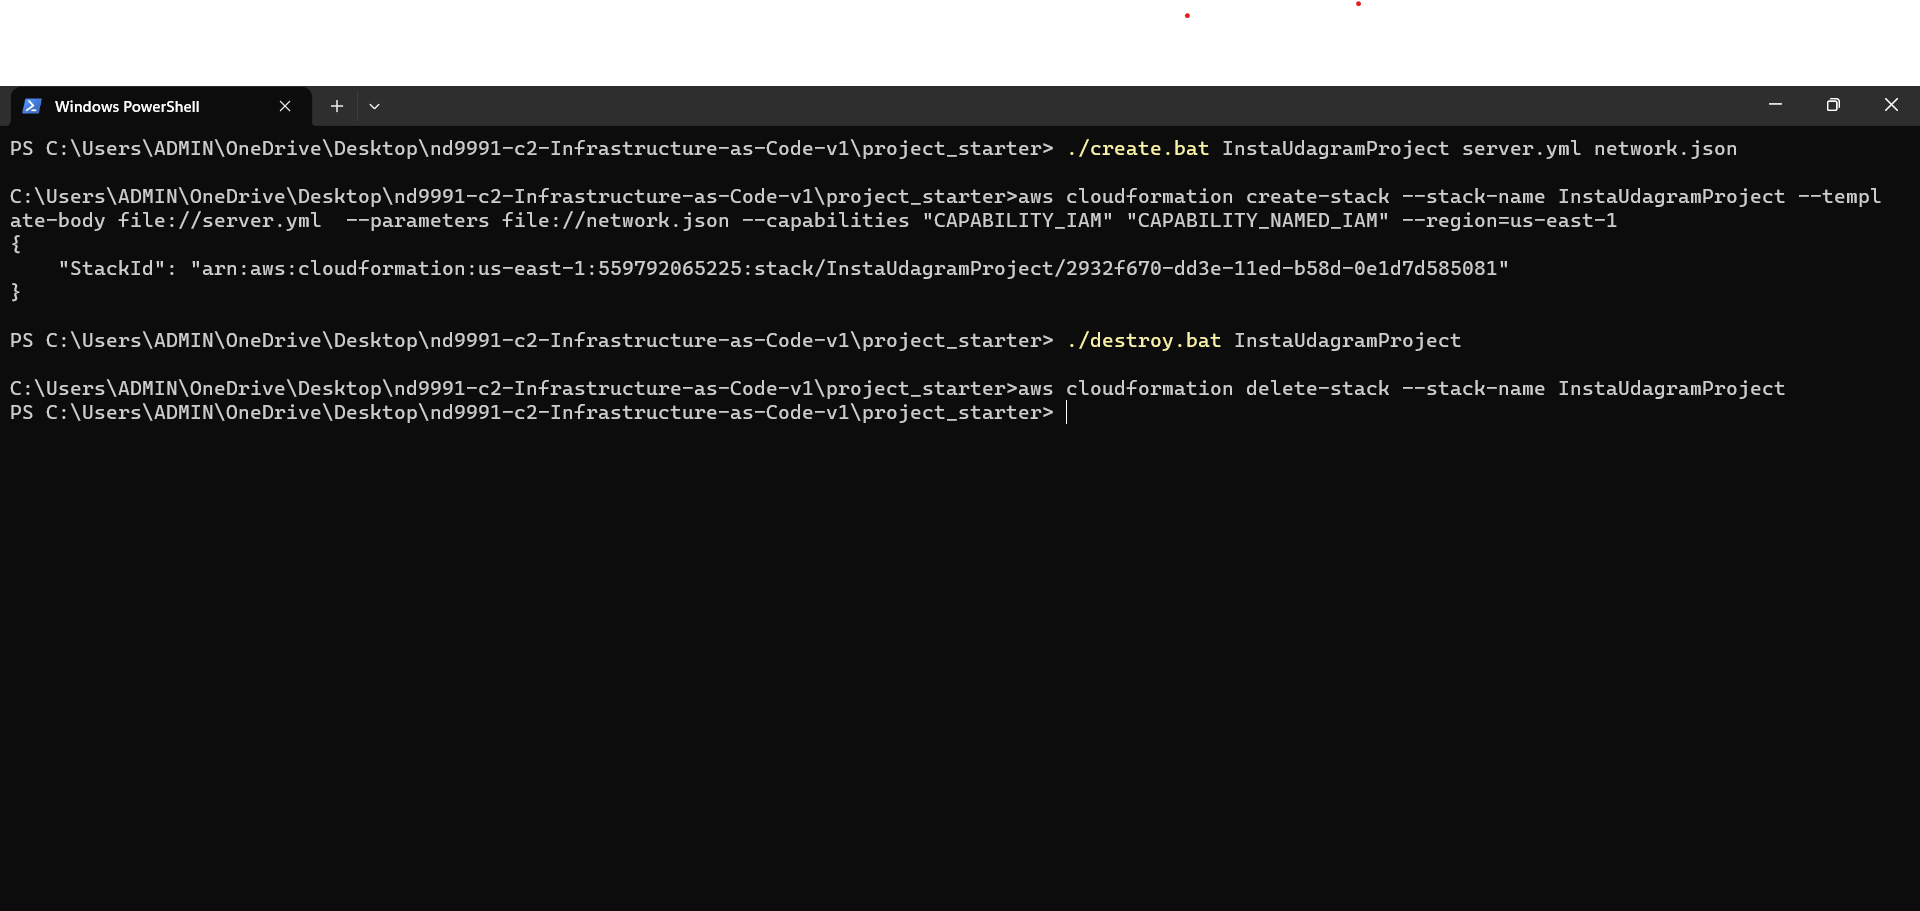 Windows PowerShell
PS C:\Users\ADMIN\OneDrive\Desktop\nd9991-c2-Infrastructure-as-Code-v1\project_starter> ./create.bat InstaUdagramProject server.yml network.json
C:\Users\ADMIN\OneDrive\Desktop\nd9991-c2-Infrastructure-as-Code-v1\project_starter>aws cloudformation create-stack --stack-name InstaUdagramProject --templ
ate-body file://server.yml  --parameters file://network.json --capabilities "CAPABILITY_IAM" "CAPABILITY_NAMED_IAM" --region=us-east-1
{
    "StackId": "arn:aws:cloudformation:us-east-1:559792065225:stack/InstaUdagramProject/2932f670-dd3e-11ed-b58d-0e1d7d585081"
}
PS C:\Users\ADMIN\OneDrive\Desktop\nd9991-c2-Infrastructure-as-Code-v1\project_starter> ./destroy.bat InstaUdagramProject
C:\Users\ADMIN\OneDrive\Desktop\nd9991-c2-Infrastructure-as-Code-v1\project_starter>aws cloudformation delete-stack --stack-name InstaUdagramProject
PS C:\Users\ADMIN\OneDrive\Desktop\nd9991-c2-Infrastructure-as-Code-v1\project_starter>